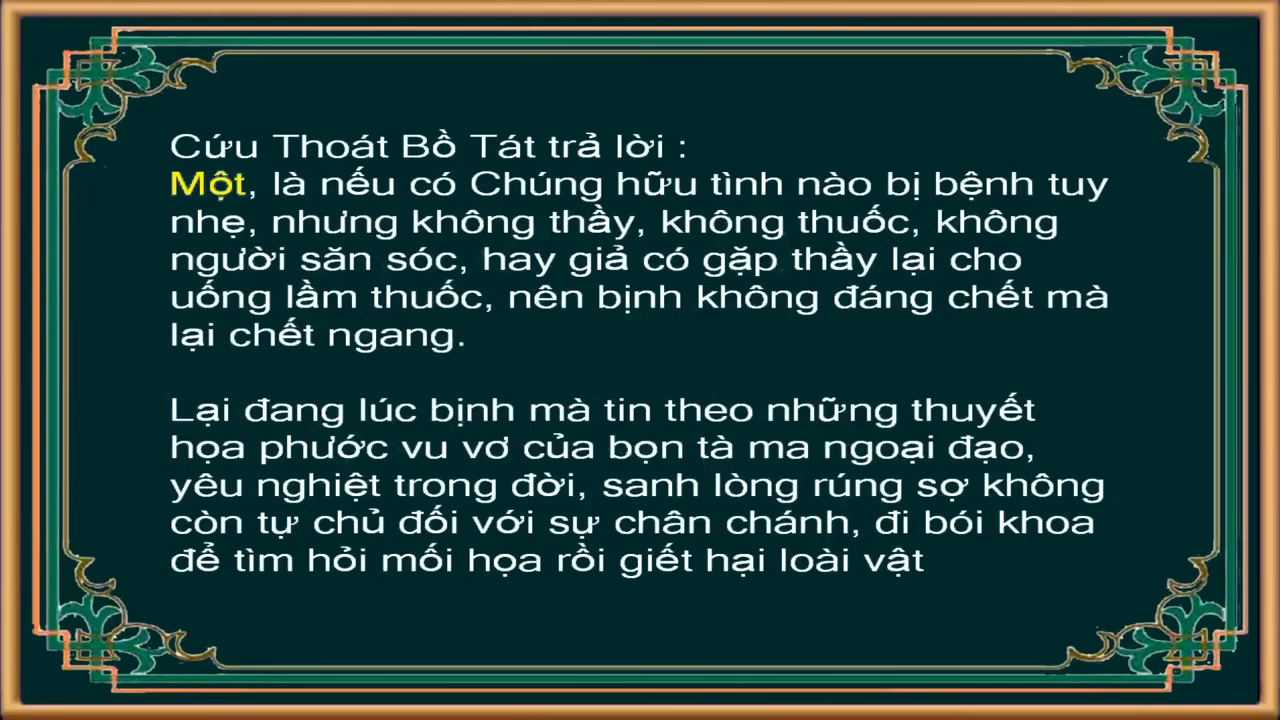 Cứu Thoát Bồ Tát trả lời :
Một, là nếu có Chúng hữu tình nào bị bệnh tuy
nhẹ, nhưng không thầy, không thuốc, không
người săn sóc, hay giả có gặp thầy lại cho
uống lầm thuốc, nên bịnh không đáng chết mà
lại chết ngang.
Lại đang lúc bịnh mà tin theo những thuyết
họa phước vu vơ của bọn tà ma ngoại đạo,
yêu nghiệt trong đời, sanh lòng rúng sợ không
còn tự chủ đối với sự chân chánh, đi bói khoa
để tìm hỏi mối họa rồi giết hại loài vật